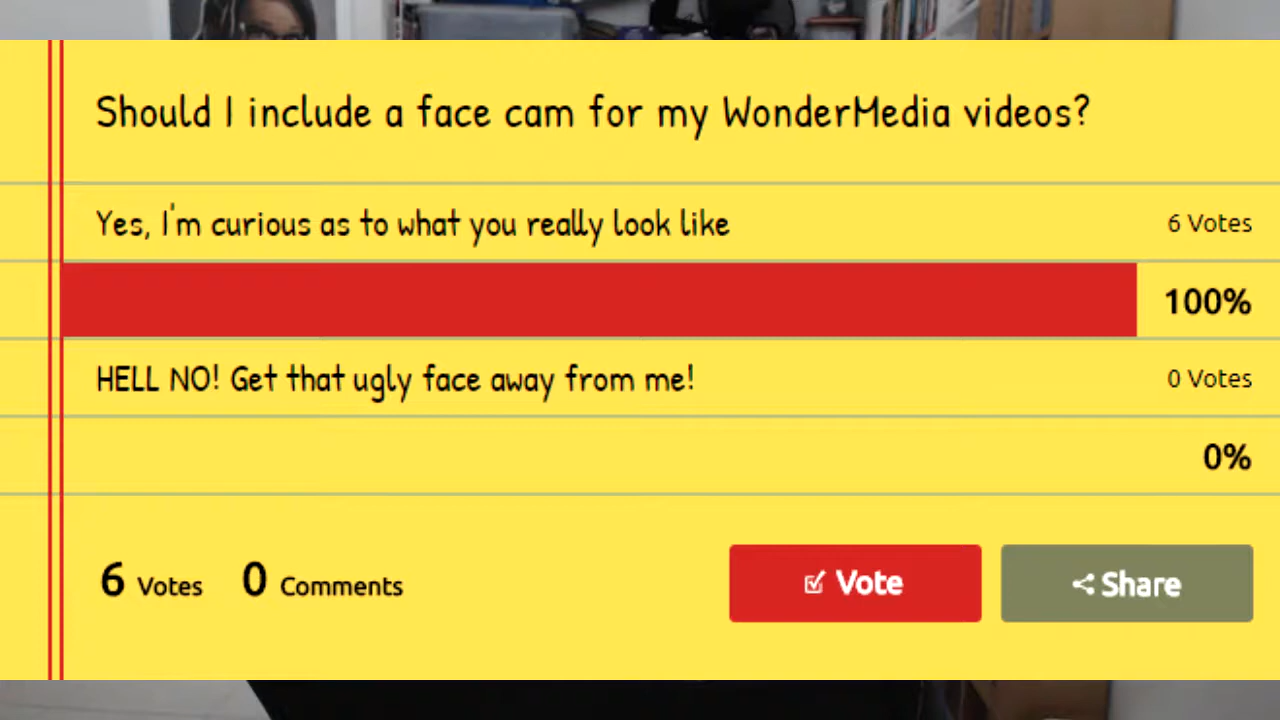 Should I include a face cam for my WonderMedia videos?
Yes, I'm curious as to what you really look like
6 Votes
100%
HELL NO! Get that ugly face away from me!
0 Votes
0%
6 Votes 0 Comments
Vote
Share